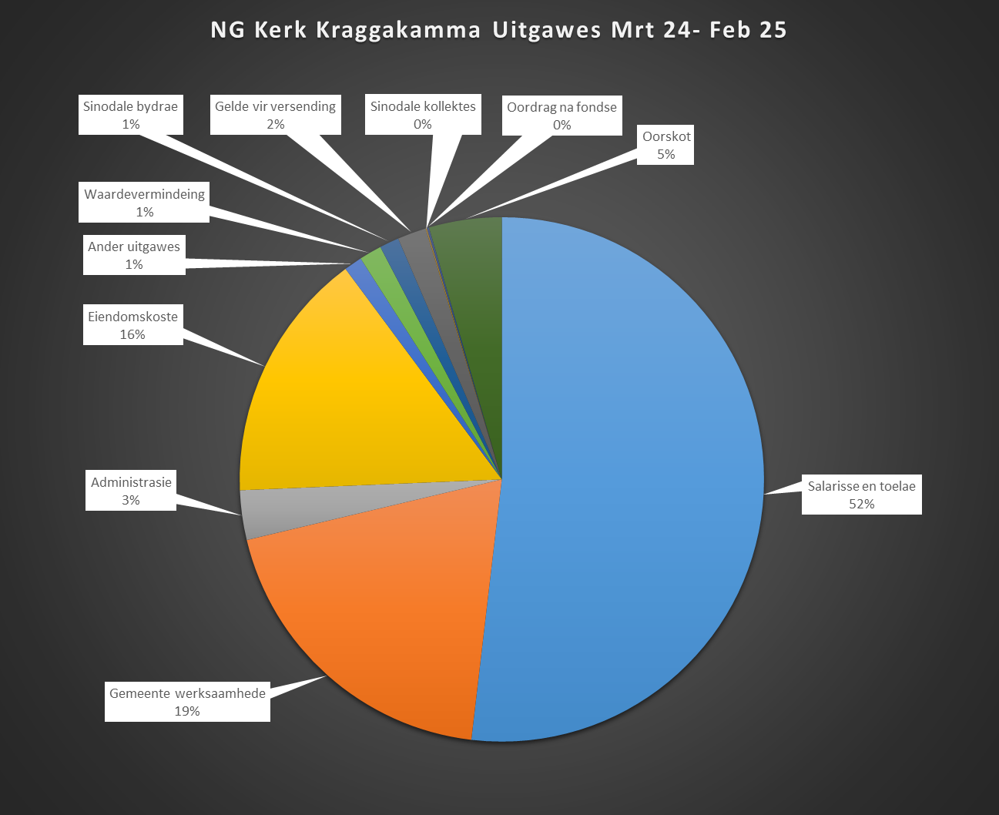 NG Kerk Kraggakamma Uitgawes Mrt 24- Feb 25
Sinodale bydrae
1%
Gelde vir versending
2%
Sinodale kollektes
0%
Oordrag na fondse
0%
Oorskot
5%
Waardevermindeing
1%
Ander uitgawes
1%
Eiendomskoste
16%
Administrasie
3%
Salarisse en toelae
52%
Gemeente werksaamhede
19%